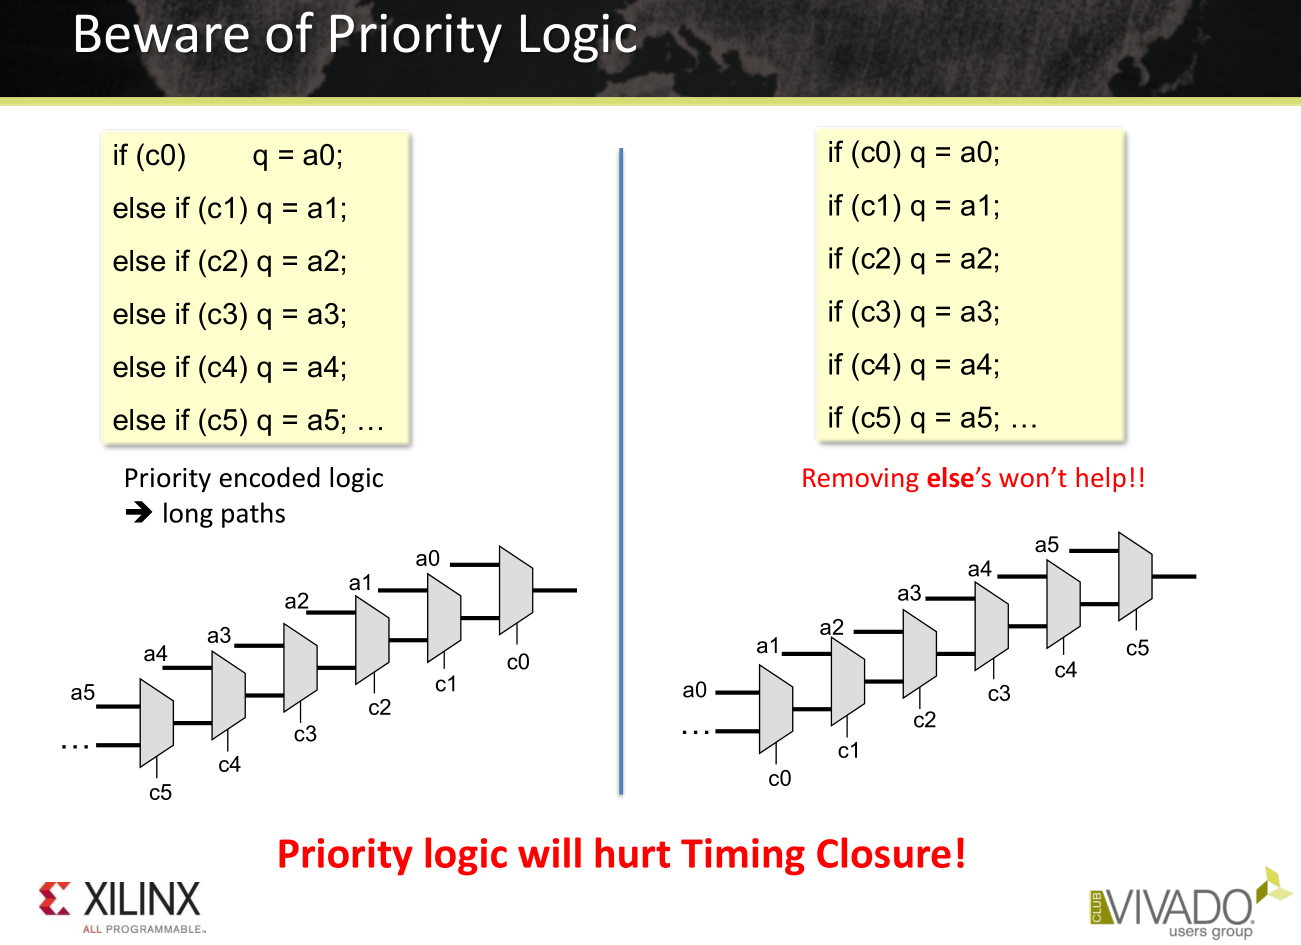 Beware of Priority Logic
if (c0) q = a0;
else if (c1) q = a1;
else if (c2) q = a2;
else if (c3) q = a3;
else if (c4) q = a4;
else if (c5) q = a5; …
Priority encoded logic
➔ long paths
a0
a1
a2
a3
a4
a5
…
c0
c1
c2
c3
c4
c5
if (c0) q = a0;
if (c1) q = a1;
if (c2) q = a2;
if (c3) q = a3;
if (c4) q = a4;
if (c5) q = a5; …
Removing else’s won’t help!!
a5
a4
a3
a2
a1
a0
…
c5
c4
c3
c2
c1
c0
Priority logic will hurt Timing Closure!
XILINX
ALL PROGRAMMABLE™
CLUB
VIVADO
users group